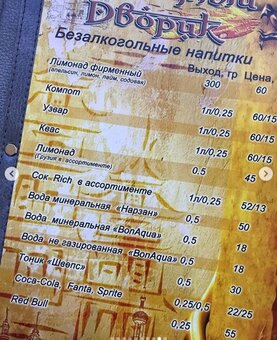 Дворик
Безалкогольные напитки
Выход, гр Цена
Лимонад фирменный 300 60
(апельсин, лимон, лайм, содовая)
Компот 1л/0,25 60/15
Узвар 1л/0,25 60/15
Квас 1л/0,25 60/15
Лимонад 0,5 45
(Грузия в ассортименте)
Сок Rich в ассортименте 1л/0,25 52/13
Вода минеральная «Нарзан» 0,5 50
Вода минеральная «BonAqua» 0,5 18
Вода не газированная «BonAqua» 0,5 18
Тоник «Швепс» 0,5 30
Coca-Cola, Fanta, Sprite 0,25/0,5 22/25
Red Bull 0,25 55